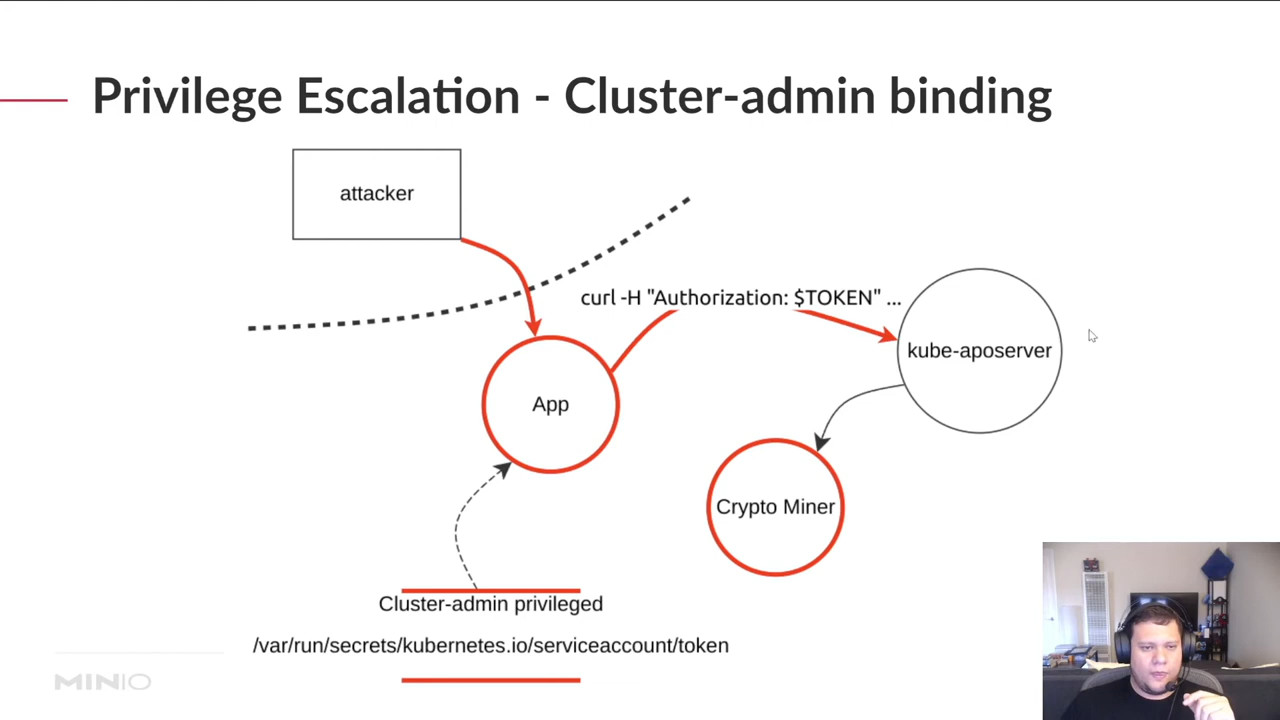 Privilege Escalation - Cluster-admin binding
attacker
curl -H "Authorization: $TOKEN" ...
kube-aposerver
App
Crypto Miner
Cluster-admin privileged
/var/run/secrets/kubernetes.io/serviceaccount/token
MINIO